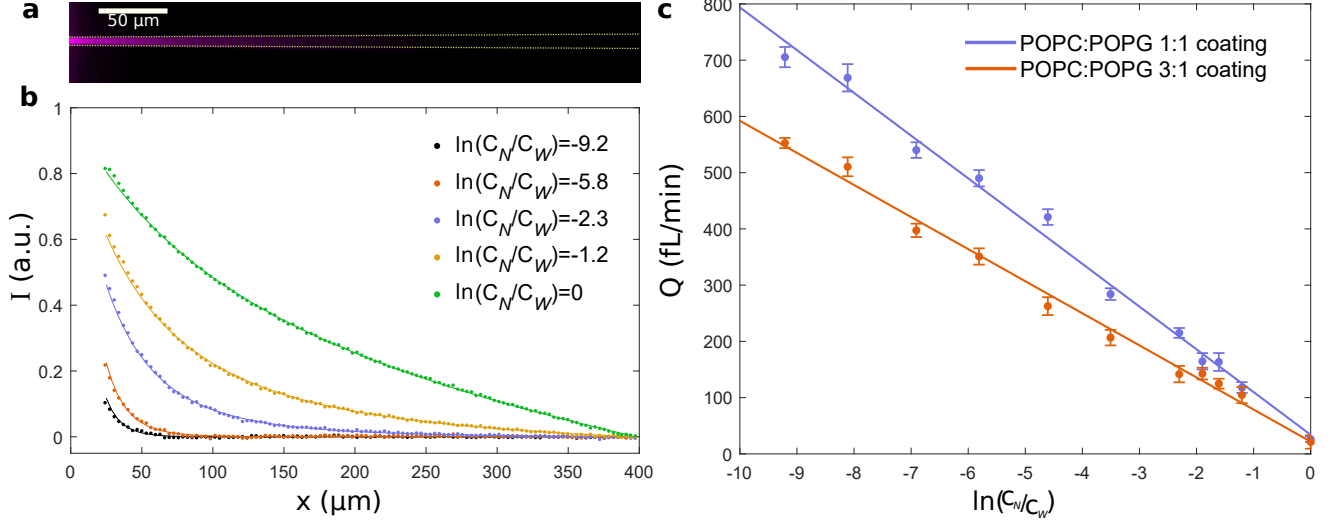 a
50 µm
b
1
0.8
0.6
0.4
0.2
0
I (a.u.)
ln(C_N/C_W)=-9.2
ln(C_N/C_W)=-5.8
ln(C_N/C_W)=-2.3
ln(C_N/C_W)=-1.2
ln(C_N/C_W)=0
0 50 100 150 200 250 300 350 400
x (µm)
c
800
700
600
500
400
300
200
100
0
Q (fL/min)
POPC:POPG 1:1 coating
POPC:POPG 3:1 coating
-10 -9 -8 -7 -6 -5 -4 -3 -2 -1 0
ln(C_N/C_W)